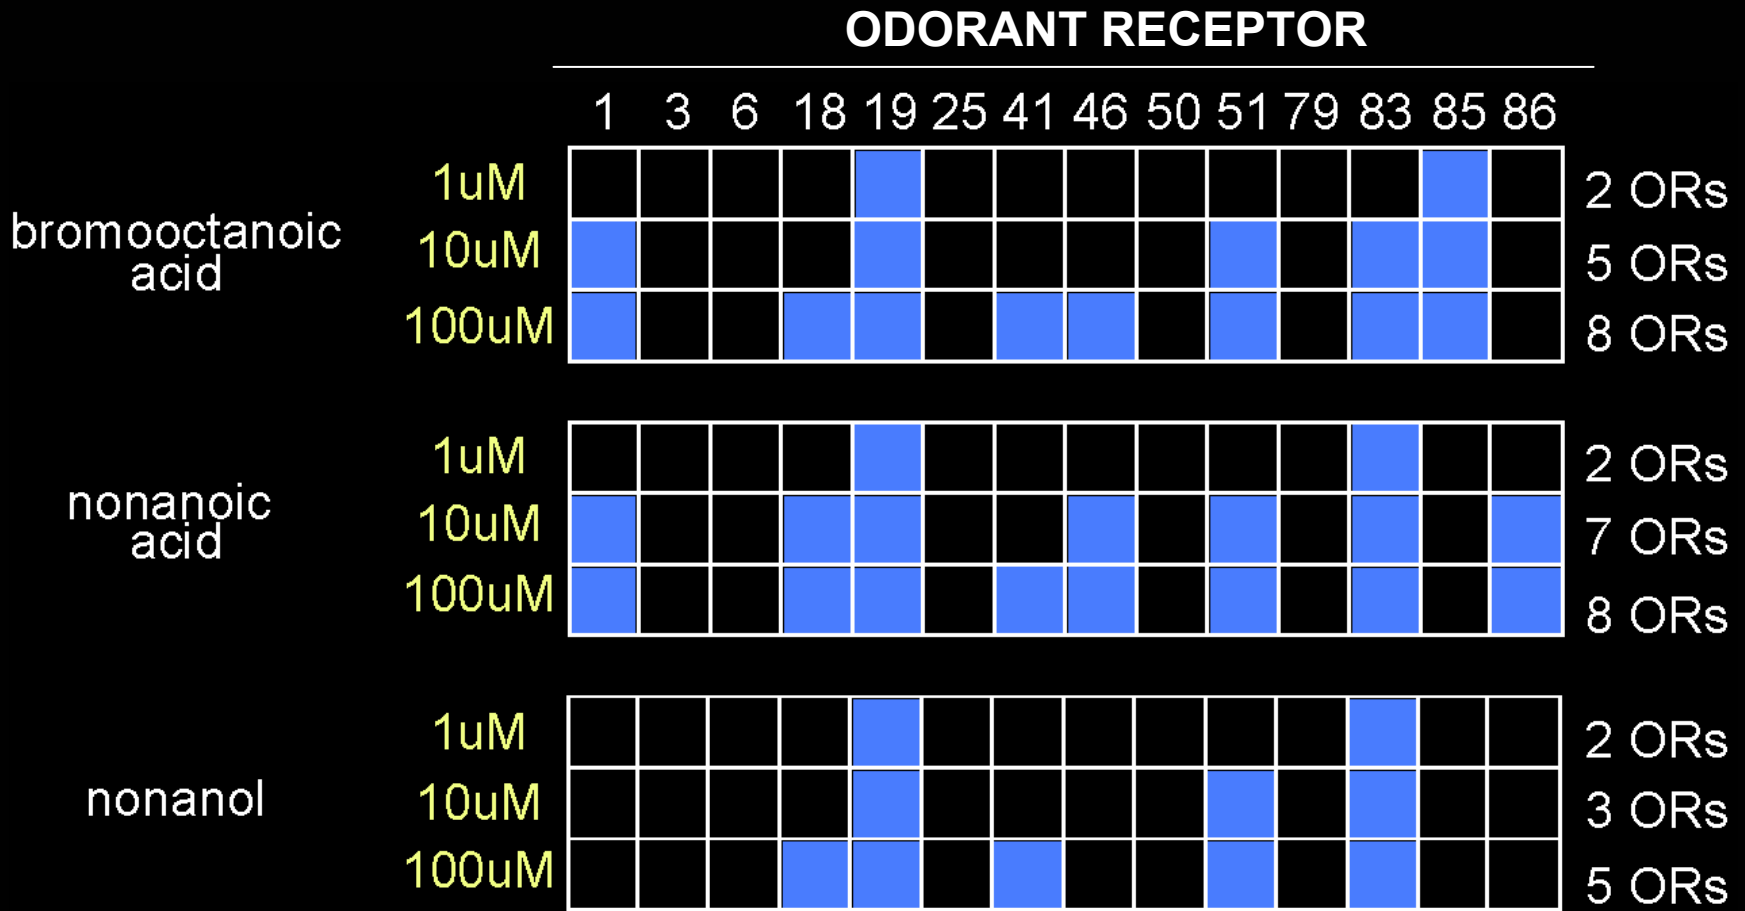 ODORANT RECEPTOR
1 3 6 18 19 25 41 46 50 51 79 83 85 86
bromooctanoic
acid
1uM
2 ORs
10uM
5 ORs
100uM
8 ORs
nonanoic
acid
1uM
2 ORs
10uM
7 ORs
100uM
8 ORs
nonanol
1uM
2 ORs
10uM
3 ORs
100uM
5 ORs